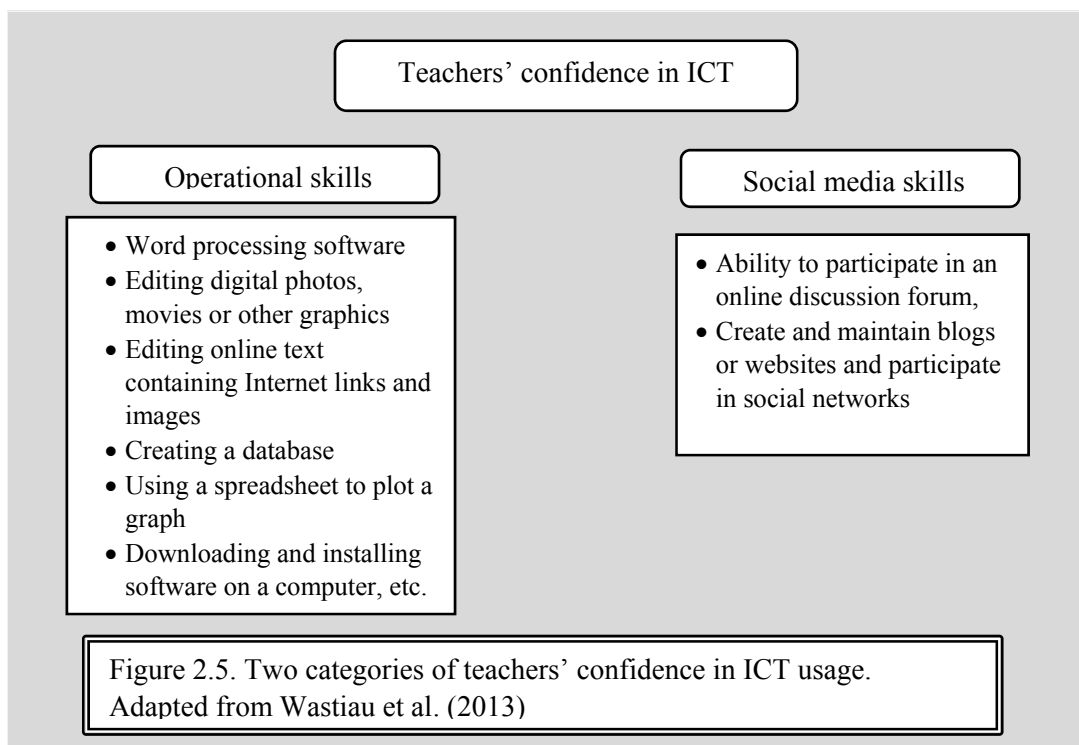 Teachers’ confidence in ICT
Operational skills
• Word processing software
• Editing digital photos,
movies or other graphics
• Editing online text
containing Internet links and
images
• Creating a database
• Using a spreadsheet to plot a
graph
• Downloading and installing
software on a computer, etc.
Social media skills
• Ability to participate in an
online discussion forum,
• Create and maintain blogs
or websites and participate
in social networks
Figure 2.5. Two categories of teachers’ confidence in ICT usage.
Adapted from Wastiau et al. (2013)